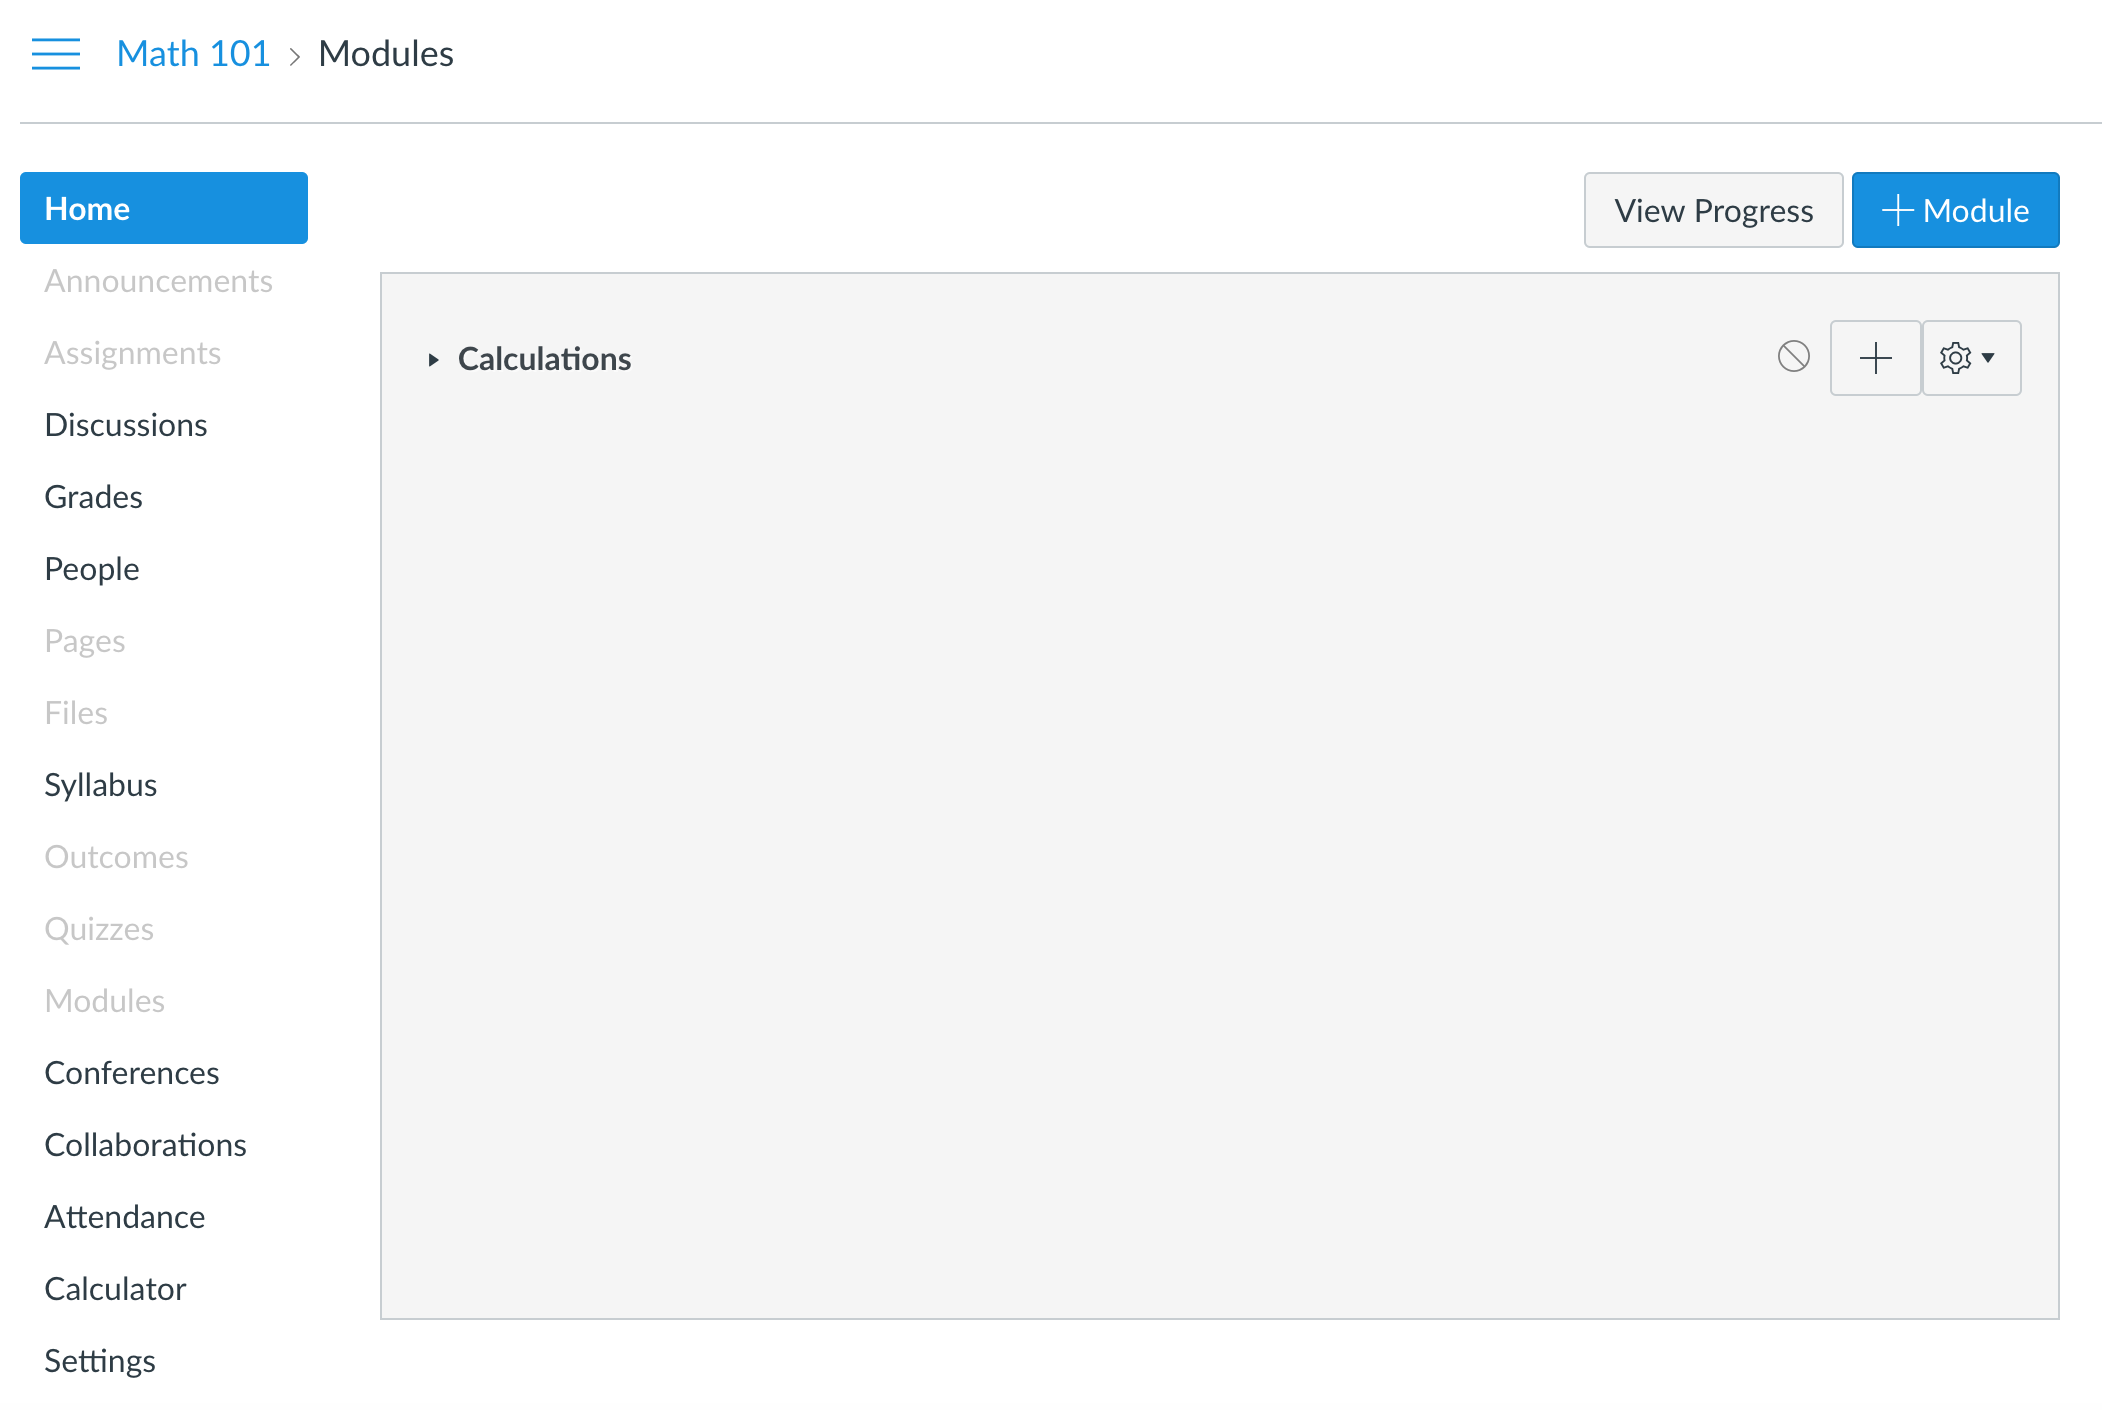 Math 101 > Modules
Home
View Progress
+ Module
Announcements
Calculations
Assignments
Discussions
Grades
People
Pages
Files
Syllabus
Outcomes
Quizzes
Modules
Conferences
Collaborations
Attendance
Calculator
Settings